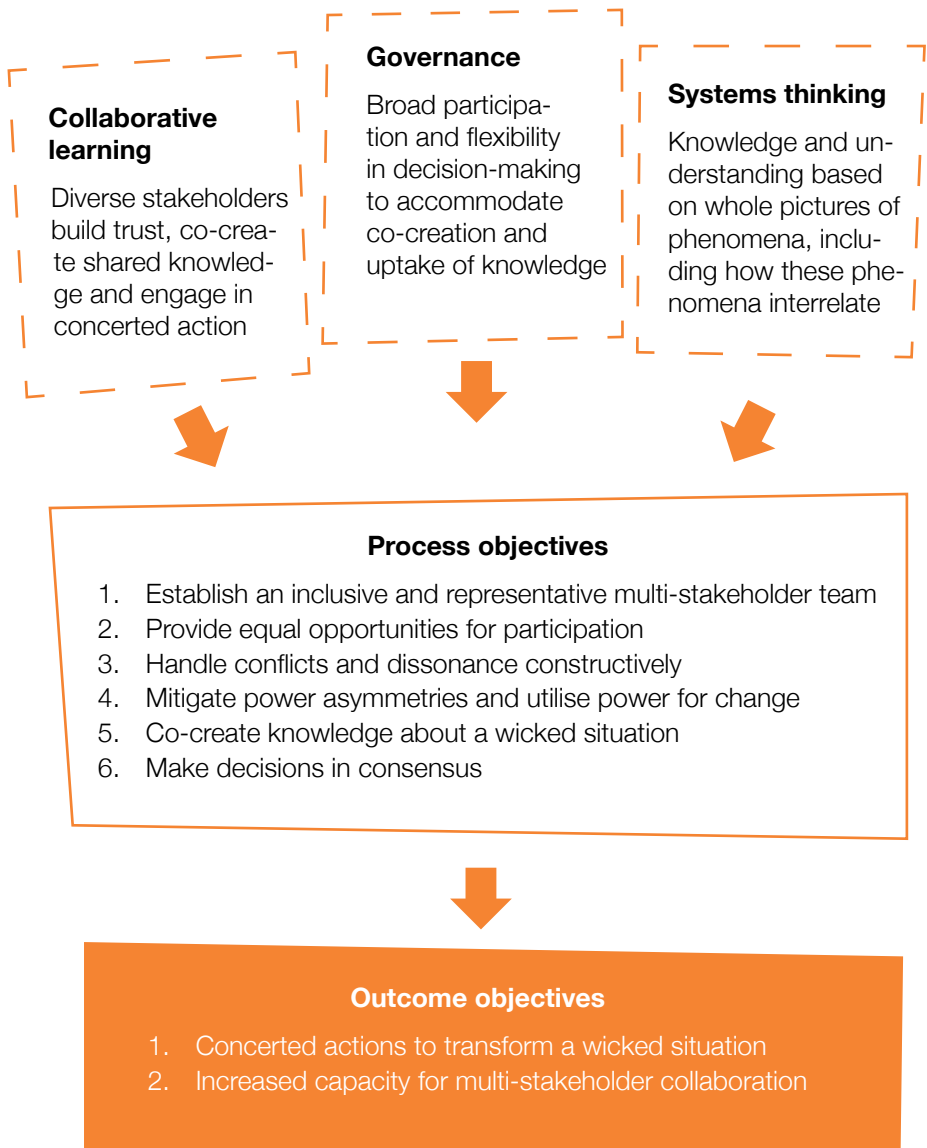 Collaborative
learning
Diverse stakeholders
build trust, co-crea-
te shared knowled-
ge and engage in
concerted action
Governance
Broad participa-
tion and flexibility
in decision-making
to accommodate
co-creation and
uptake of knowledge
Systems thinking
Knowledge and un-
derstanding based
on whole pictures of
phenomena, inclu-
ding how these phe-
nomena interrelate
Process objectives
1. Establish an inclusive and representative multi-stakeholder team
2. Provide equal opportunities for participation
3. Handle conflicts and dissonance constructively
4. Mitigate power asymmetries and utilise power for change
5. Co-create knowledge about a wicked situation
6. Make decisions in consensus
Outcome objectives
1. Concerted actions to transform a wicked situation
2. Increased capacity for multi-stakeholder collaboration